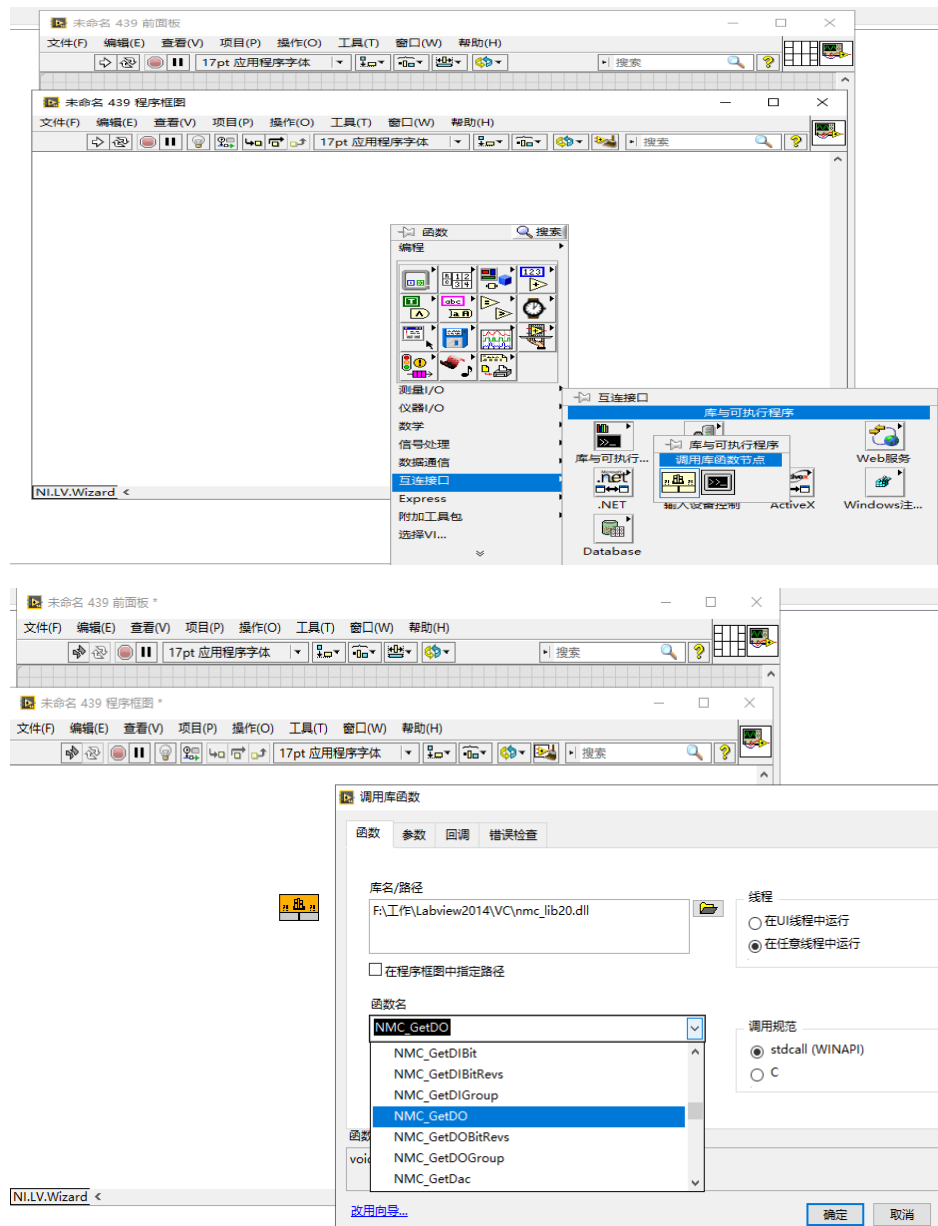 未命名 439 前面板
文件(F) 编辑(E) 查看(V) 项目(P) 操作(O) 工具(T) 窗口(W) 帮助(H)
17pt 应用程序字体 搜索
未命名 439 程序框图
文件(F) 编辑(E) 查看(V) 项目(P) 操作(O) 工具(T) 窗口(W) 帮助(H)
17pt 应用程序字体 搜索
函数 搜索
编程
测量I/O
仪器I/O
数学
信号处理
数据通信
互连接口
Express
附加工具包
选择VI...
互连接口
库与可执行程序
库与可执行... Web服务
库与可执行程序
调用库函数节点
.NET 输入设备控制 ActiveX Windows注...
Database
NI.LV.Wizard
未命名 439 前面板 *
文件(F) 编辑(E) 查看(V) 项目(P) 操作(O) 工具(T) 窗口(W) 帮助(H)
17pt 应用程序字体 搜索
未命名 439 程序框图 *
文件(F) 编辑(E) 查看(V) 项目(P) 操作(O) 工具(T) 窗口(W) 帮助(H)
17pt 应用程序字体 搜索
调用库函数
函数 参数 回调 错误检查
库名/路径
F:\工作\Labview2014\VC\nmc_lib20.dll
线程
在UI线程中运行
在任意线程中运行
在程序框图中指定路径
函数名
NMC_GetDO
调用规范
stdcall (WINAPI)
C
NMC_GetDIBit
NMC_GetDIBitRevs
NMC_GetDIGroup
NMC_GetDO
NMC_GetDOBitRevs
NMC_GetDOGroup
NMC_GetDac
NI.LV.Wizard
改用向导...
确定 取消